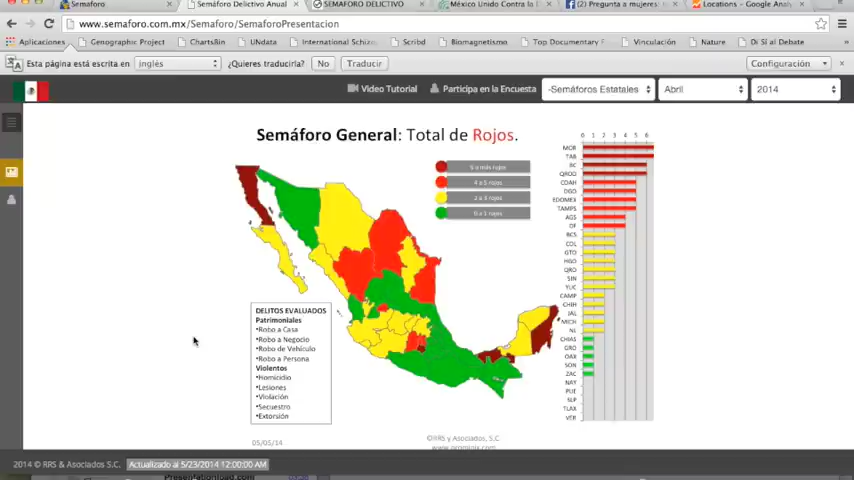 Semaforo
Semáforo Delictivo Anual
SEMÁFORO DELICTIVO
México Unido Contra la D
(2) Pregunta a mujeres:
Locations – Google Analy
www.semaforo.com.mx/Semaforo/SemaforoPresentacion
Aplicaciones
Genographic Project
ChartsBin
UNdata
International Schizo
Scribd
Biomagnetismo
Top Documentary F
Vinculación
Nature
Di Sí al Debate
Esta página está escrita en
inglés
¿Quieres traducirla?
No
Traducir
Configuración
Video Tutorial
Participa en la Encuesta
-Semáforos Estatales
Abril
2014
Semáforo General: Total de Rojos.
6 o más rojos
4 a 5 rojos
2 a 3 rojos
0 a 1 rojos
0 1 2 3 4 5 6
MOR
TAB
BC
QROO
COAH
DGO
EDOMEX
TAMPS
AGS
DF
BCS
COL
GTO
HGO
QRO
SIN
YUC
CAMP
CHIH
JAL
MICH
NL
CHIAS
GRO
OAX
SON
ZAC
NAY
PUE
SLP
TLAX
VER
DELITOS EVALUADOS
Patrimoniales
•Robo a Casa
•Robo a Negocio
•Robo de Vehículo
•Robo a Persona
Violentos
•Homicidio
•Lesiones
•Violación
•Secuestro
•Extorsión
05/05/14
©RRS y Asociados, S.C.
2014 © RRS & Asociados S.C.
Actualizado al 5/23/2014 12:00:00 AM